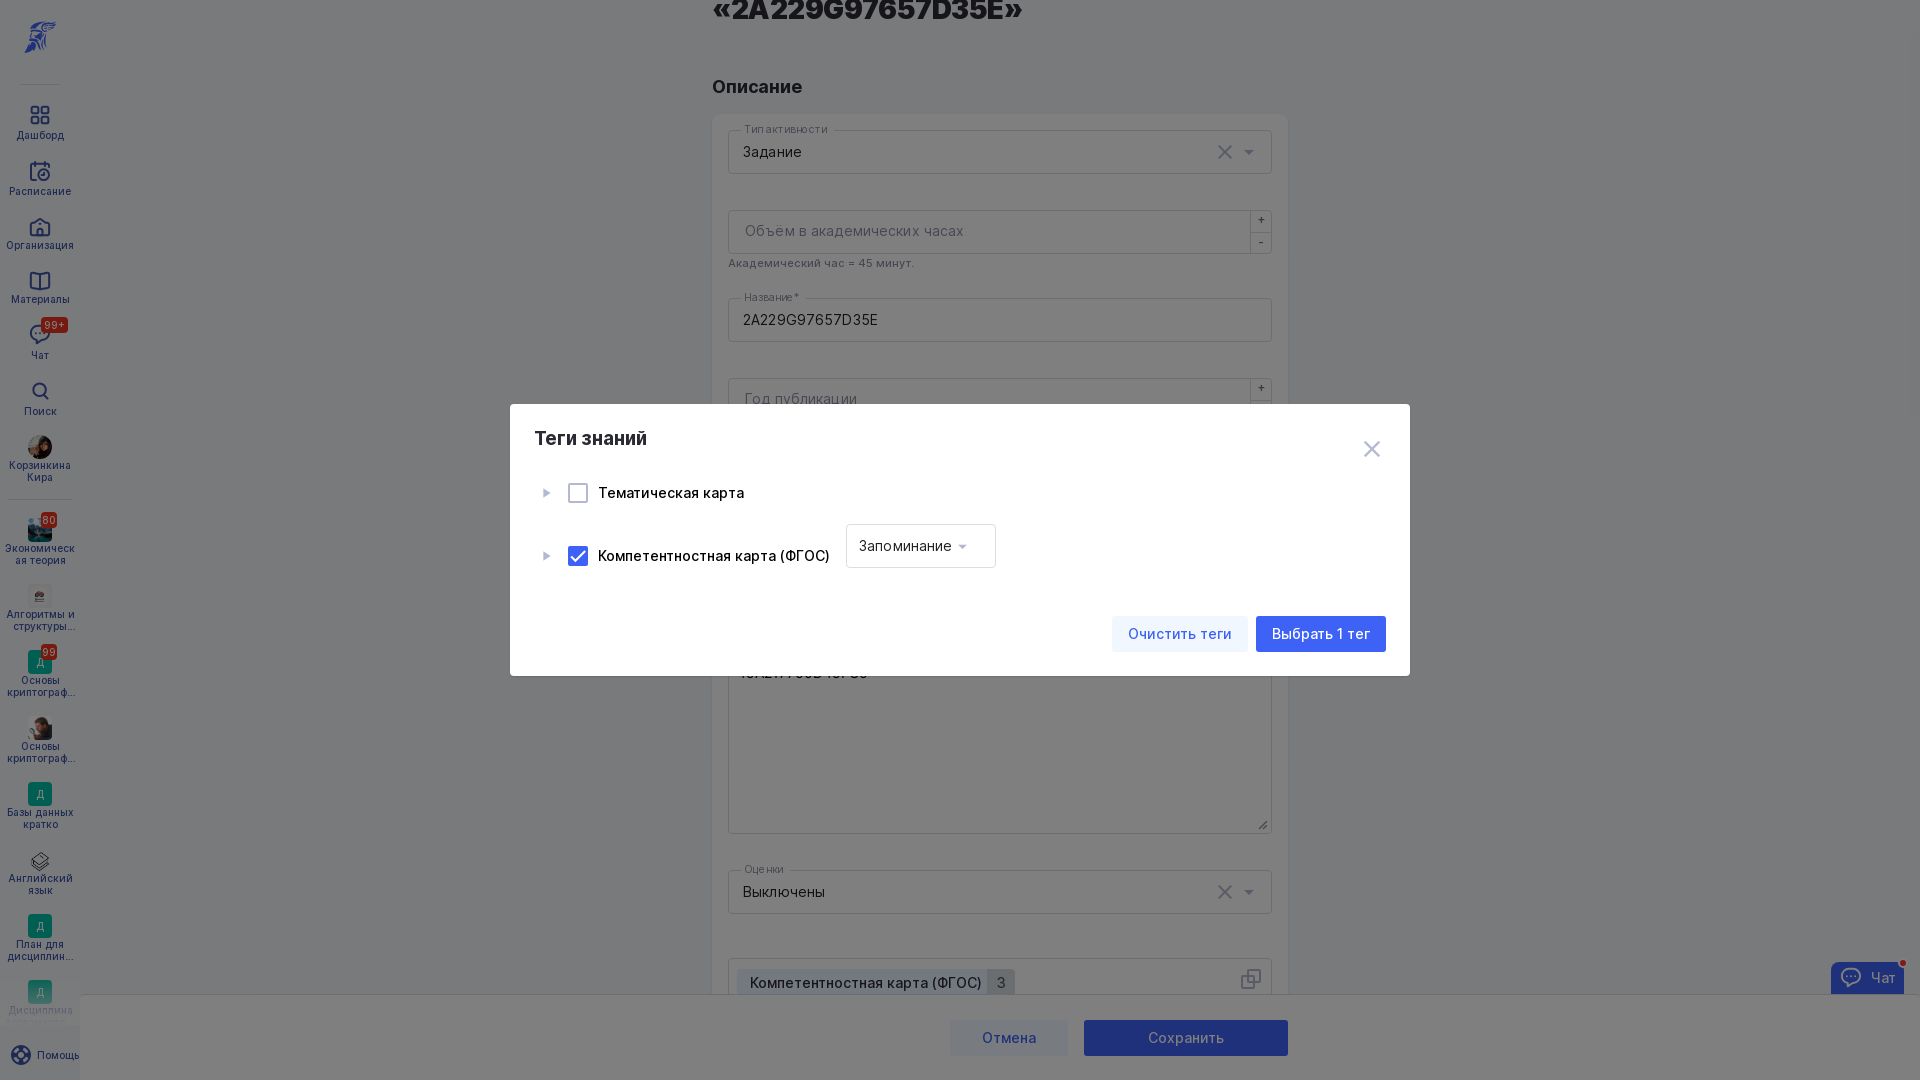 «2A229G97657D35E»
Дашборд
Расписание
Организация
Материалы
99+
Чат
Поиск
Корзинкина
Кира
80
Экономическ
ая теория
Алгоритмы и
структуры...
99
Д
Основы
криптограф...
Основы
криптограф...
Д
Базы данных
кратко
Английский
язык
Д
План для
дисциплин...
Д
Дисциплина
Помощь
Описание
Тип активности
Задание
Объём в академических часах
+
-
Академический час = 45 минут.
Название*
2A229G97657D35E
Год публикации
+
Теги знаний
Тематическая карта
Компетентностная карта (ФГОС)
Запоминание
Очистить теги
Выбрать 1 тег
Оценки
Выключены
Компетентностная карта (ФГОС) 3
Чат
Отмена
Сохранить